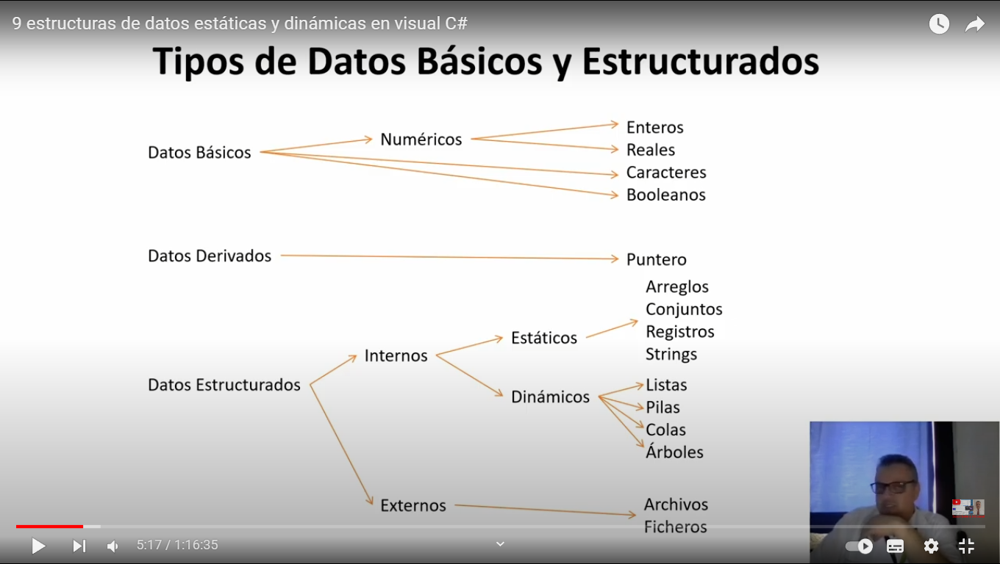 9 estructuras de datos estáticas y dinámicas en visual C#
Tipos de Datos Básicos y Estructurados
Datos Básicos
Numéricos
Enteros
Reales
Caracteres
Booleanos
Datos Derivados
Puntero
Datos Estructurados
Internos
Estáticos
Arreglos
Conjuntos
Registros
Strings
Dinámicos
Listas
Pilas
Colas
Árboles
Externos
Archivos
Ficheros
5:17 / 1:16:35